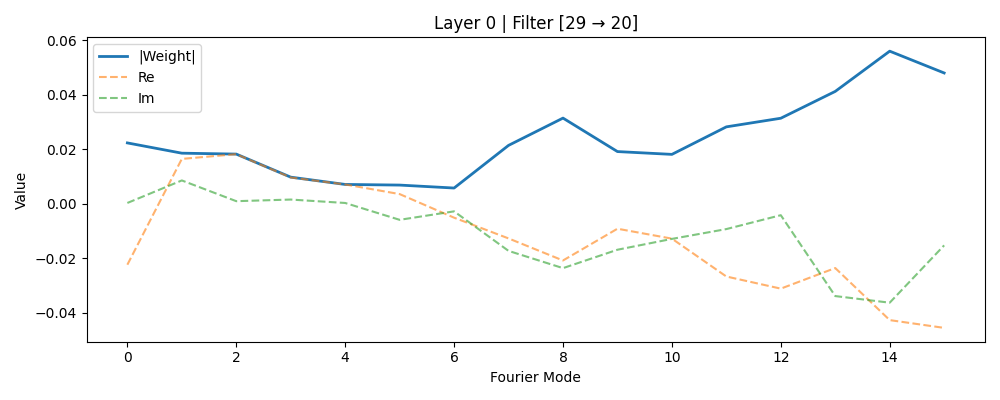 Layer 0 | Filter [29 → 20]
|Weight|
Re
Im
Value
0.06
0.04
0.02
0.00
−0.02
−0.04
0 2 4 6 8 10 12 14
Fourier Mode